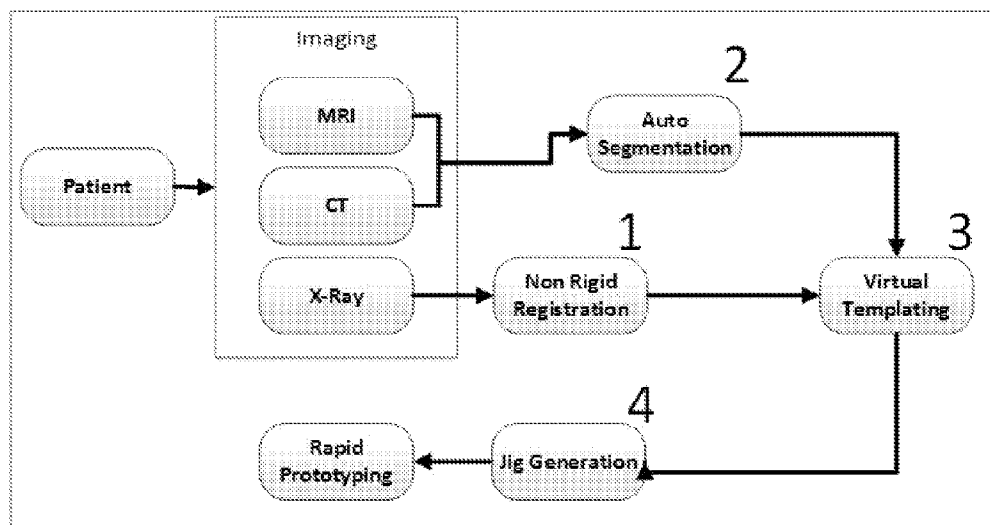 Imaging
MRI
CT
X-Ray
Patient
2
Auto
Segmentation
1
Non Rigid
Registration
3
Virtual
Templating
4
Jig Generation
Rapid
Prototyping